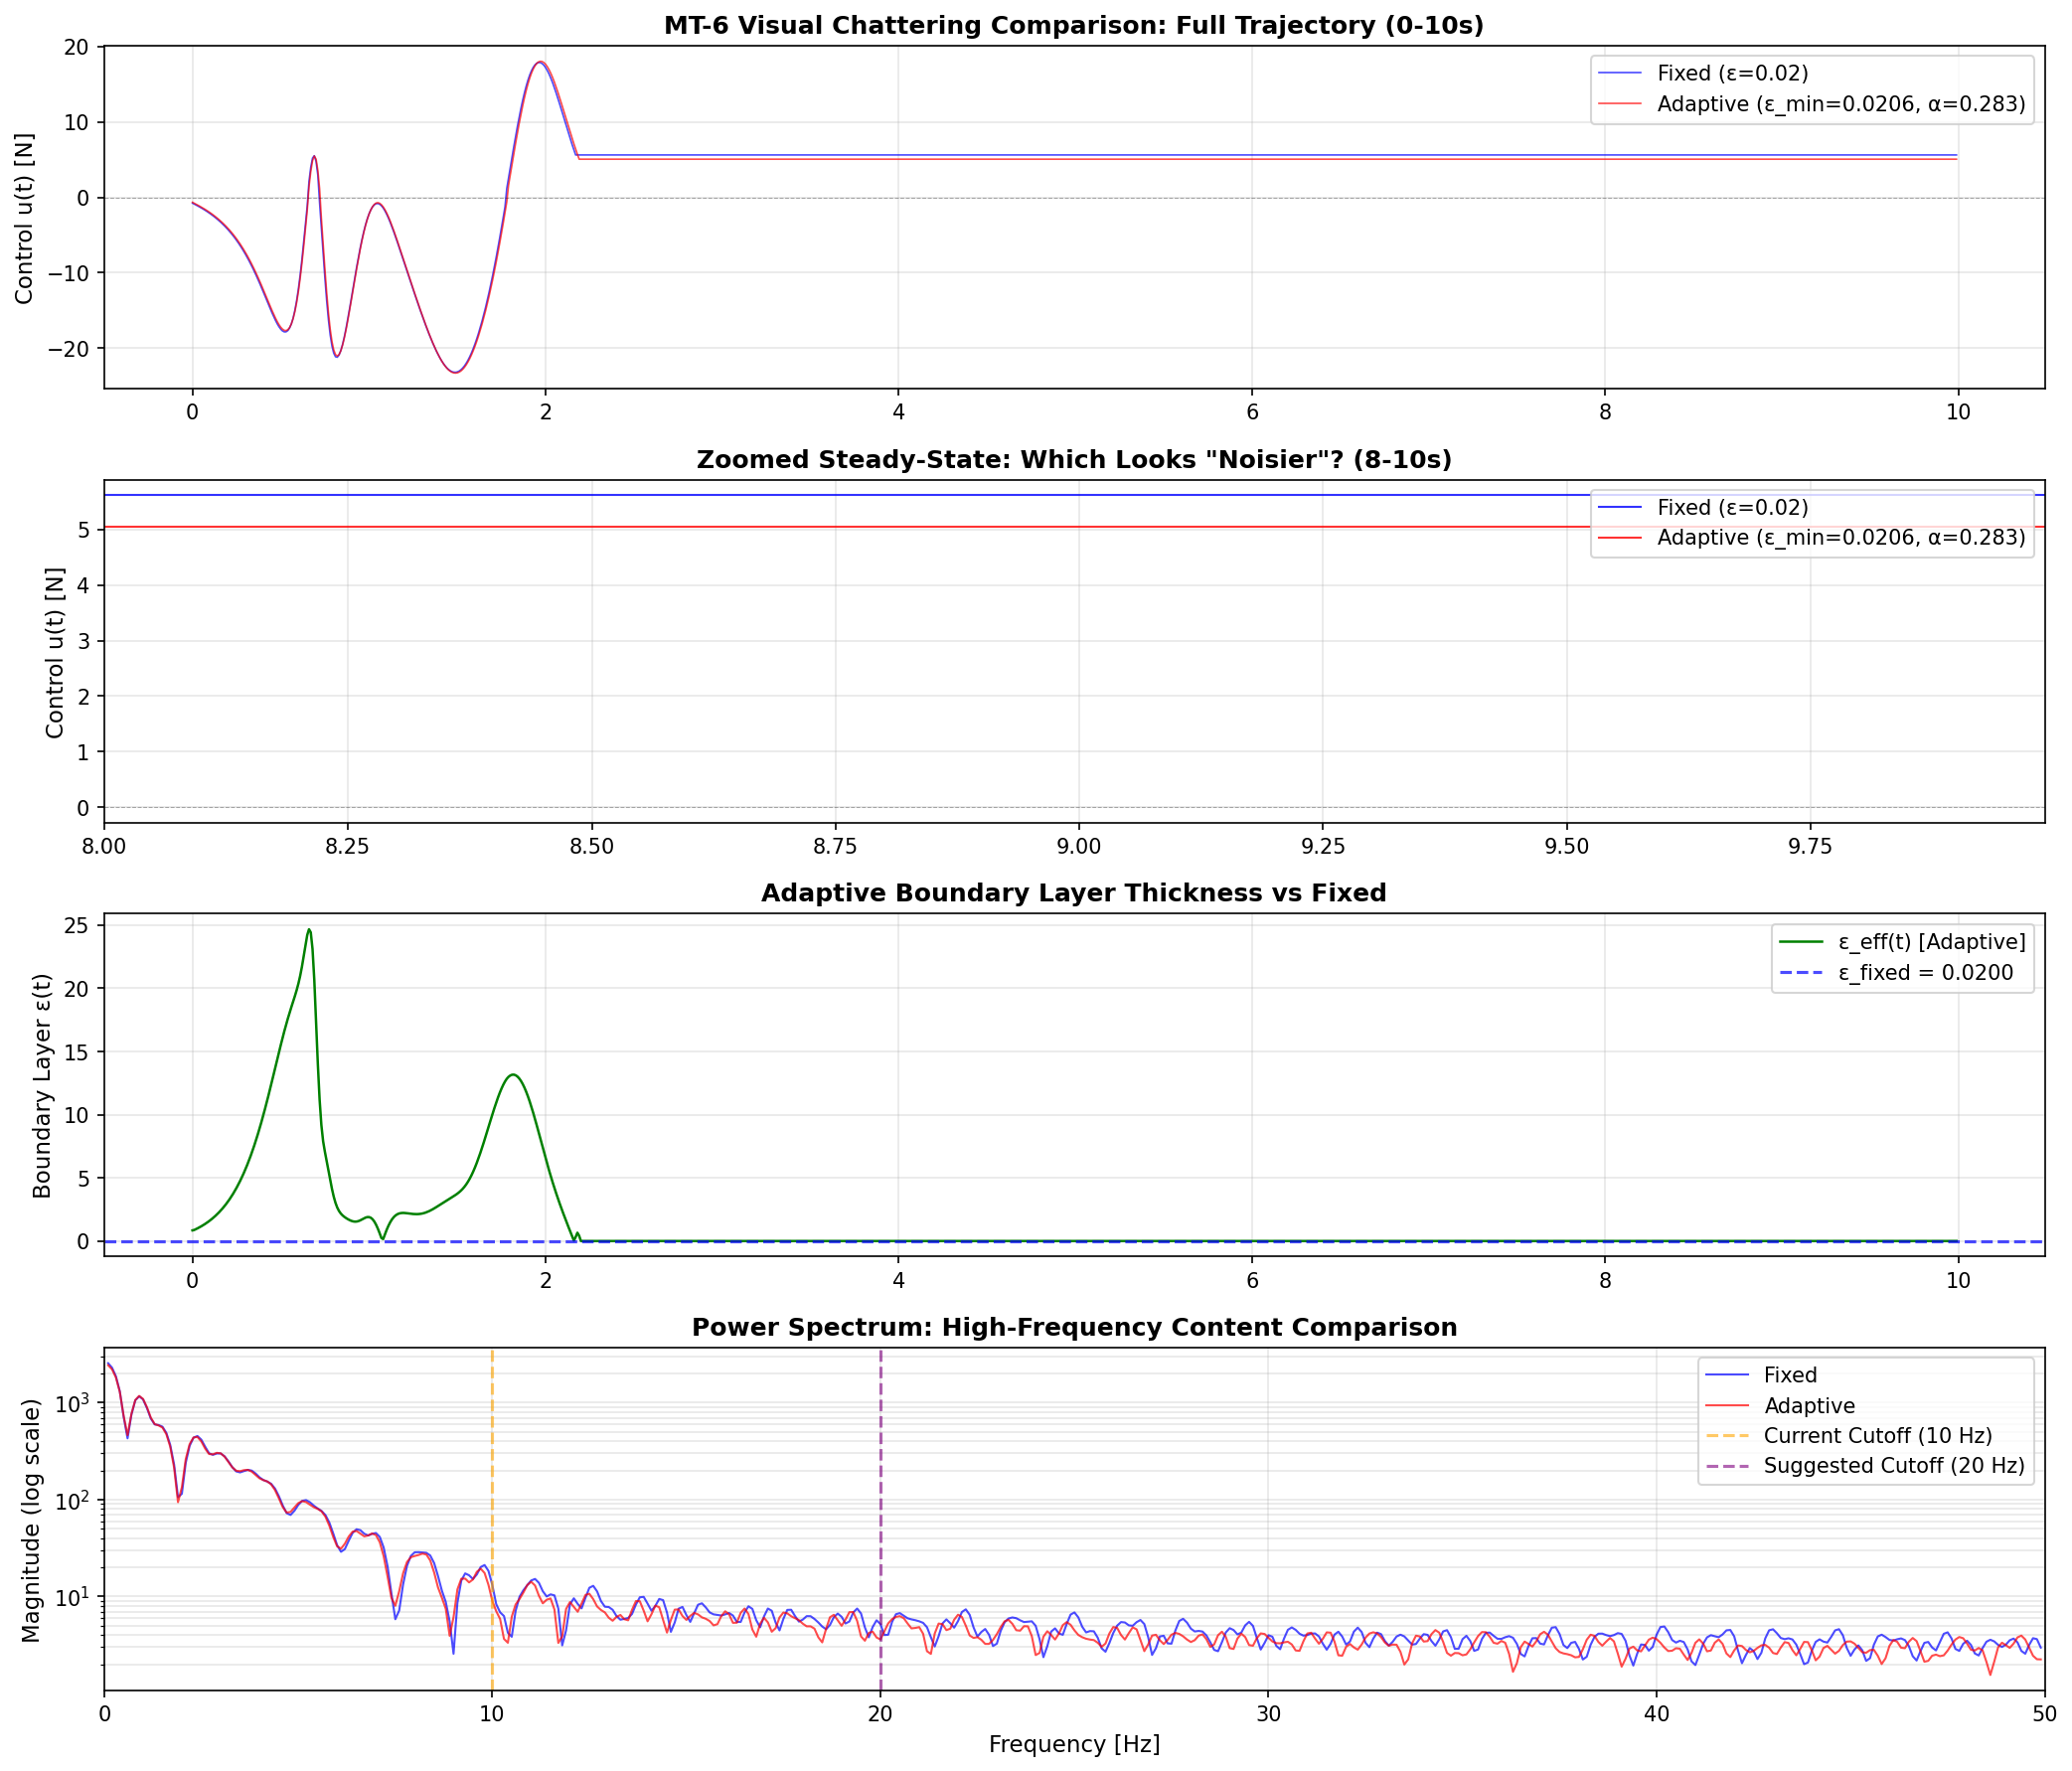 MT-6 Visual Chattering Comparison: Full Trajectory (0-10s)
Control u(t) [N]
20
10
0
−10
−20
Fixed (ε=0.02)
Adaptive (ε_min=0.0206, α=0.283)
0 2 4 6 8 10
Zoomed Steady-State: Which Looks "Noisier"? (8-10s)
Control u(t) [N]
5
4
3
2
1
0
Fixed (ε=0.02)
Adaptive (ε_min=0.0206, α=0.283)
8.00 8.25 8.50 8.75 9.00 9.25 9.50 9.75
Adaptive Boundary Layer Thickness vs Fixed
Boundary Layer ε(t)
25
20
15
10
5
0
ε_eff(t) [Adaptive]
ε_fixed = 0.0200
0 2 4 6 8 10
Power Spectrum: High-Frequency Content Comparison
Magnitude (log scale)
10³
10²
10¹
Fixed
Adaptive
Current Cutoff (10 Hz)
Suggested Cutoff (20 Hz)
0 10 20 30 40 50
Frequency [Hz]